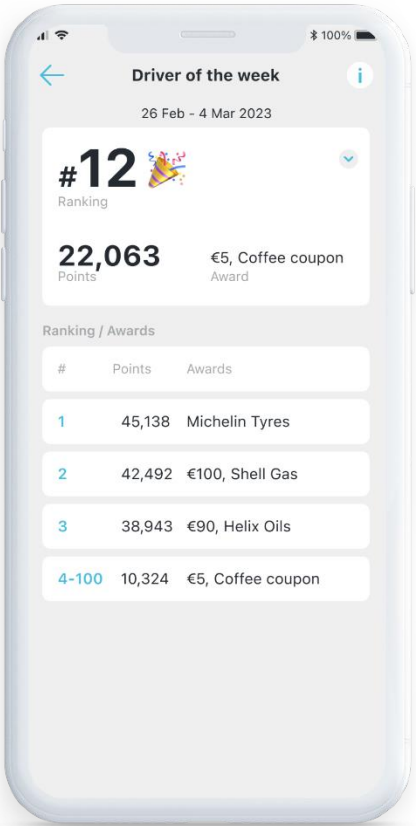 100%
Driver of the week
i
26 Feb - 4 Mar 2023
#12
Ranking
22,063
Points
€5, Coffee coupon
Award
Ranking / Awards
# Points Awards
1 45,138 Michelin Tyres
2 42,492 €100, Shell Gas
3 38,943 €90, Helix Oils
4-100 10,324 €5, Coffee coupon